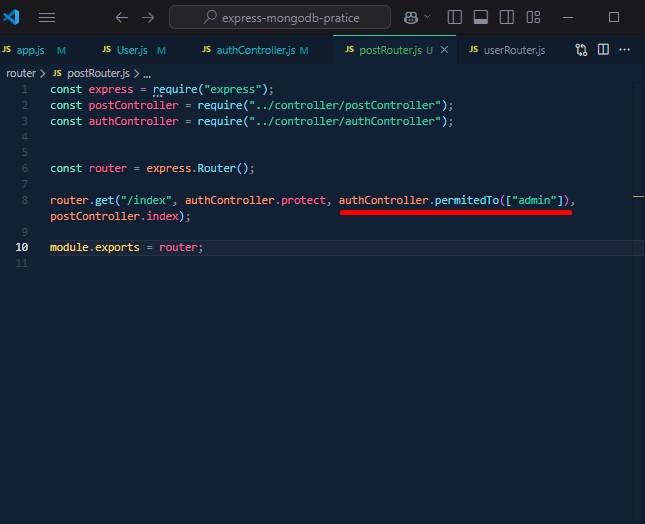 express-mongodb-pratice
JS app.js M
JS User.js M
JS authController.js M
JS postRouter.js U
JS userRouter.js
router > JS postRouter.js > ...
1 const express = require("express");
2 const postController = require("../controller/postController");
3 const authController = require("../controller/authController");
4
5
6 const router = express.Router();
7
8 router.get("/index", authController.protect, authController.permitedTo(["admin"]),
postController.index);
9
10 module.exports = router;
11